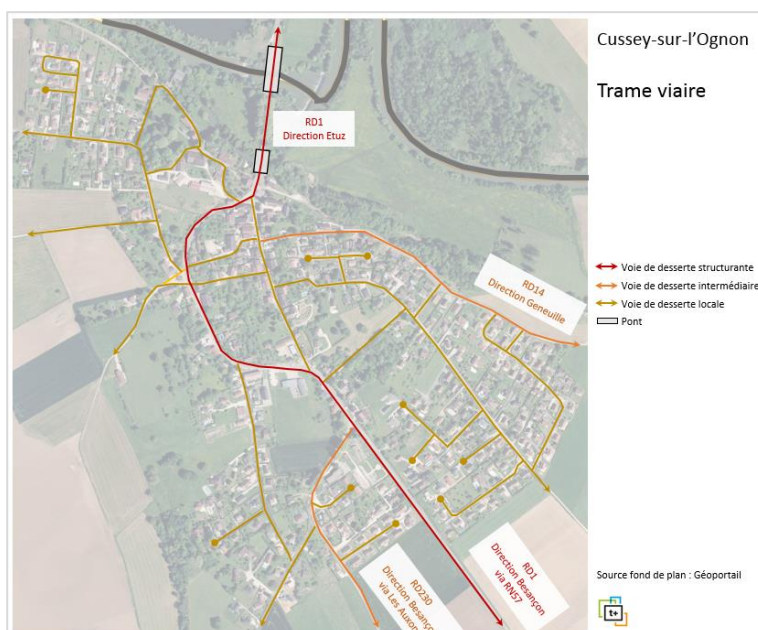 Cussey-sur-l'Ognon
Trame viaire
RD1
Direction Etuz
RD14
Direction Geneuille
Voie de desserte structurante
Voie de desserte intermédiaire
Voie de desserte locale
Pont
RD230
Direction Besançon
via Les Auxon
RD1
Direction Besançon
via RN57
Source fond de plan : Géoportail
t+